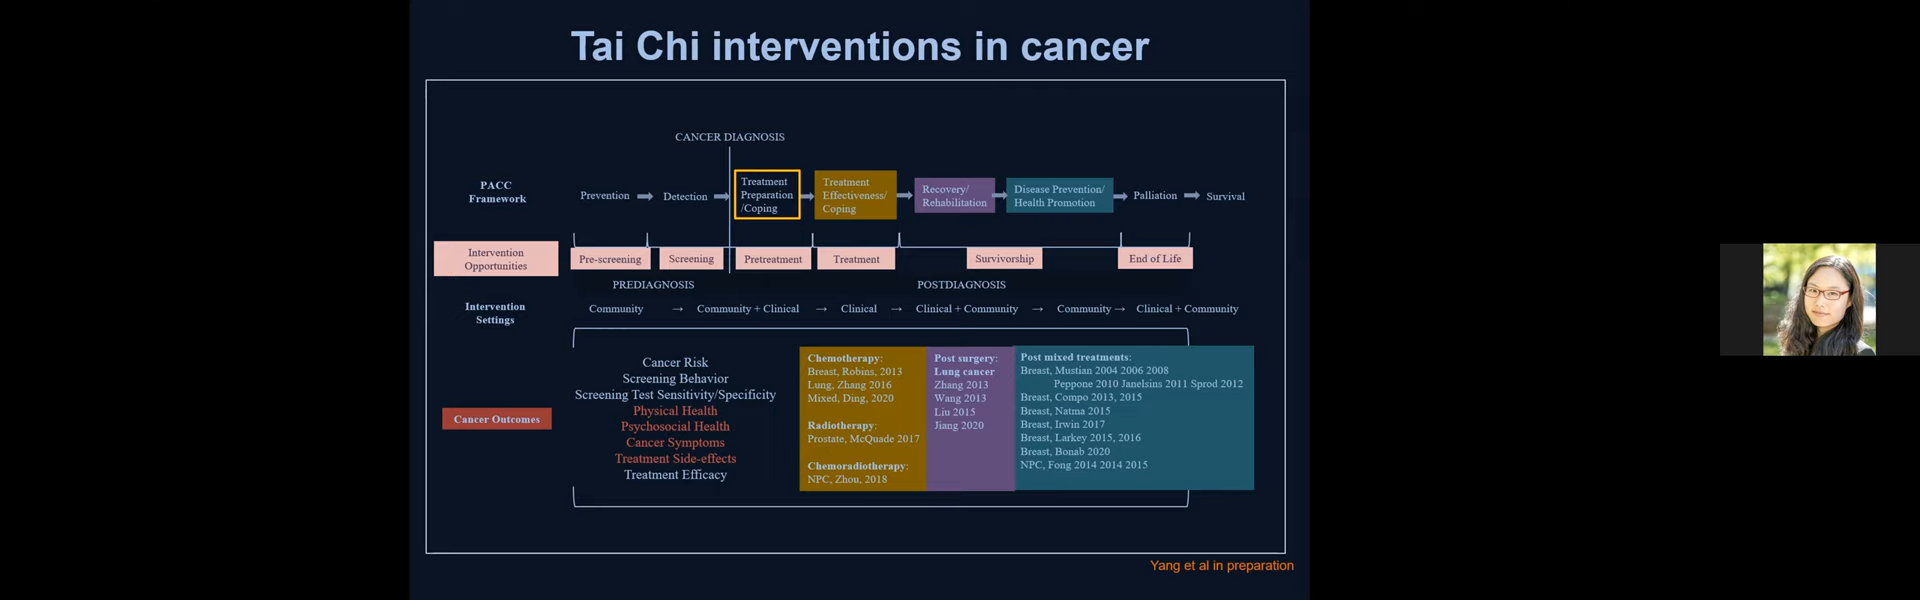 Tai Chi interventions in cancer
CANCER DIAGNOSIS
PACC
Framework
Prevention
Detection
Treatment
Preparation
/Coping
Treatment
Effectiveness/
Coping
Recovery/
Rehabilitation
Disease Prevention/
Health Promotion
Palliation
Survival
Intervention
Opportunities
Pre-screening
Screening
Pretreatment
Treatment
Survivorship
End of Life
PREDIAGNOSIS
POSTDIAGNOSIS
Intervention
Settings
Community → Community + Clinical → Clinical → Clinical + Community → Community → Clinical + Community
Cancer Outcomes
Cancer Risk
Screening Behavior
Screening Test Sensitivity/Specificity
Physical Health
Psychosocial Health
Cancer Symptoms
Treatment Side-effects
Treatment Efficacy
Chemotherapy:
Breast, Robins, 2013
Lung, Zhang 2016
Mixed, Ding, 2020
Radiotherapy:
Prostate, McQuade 2017
Chemoradiotherapy:
NPC, Zhou, 2018
Post surgery:
Lung cancer
Zhang 2013
Wang 2013
Liu 2015
Jiang 2020
Post mixed treatments:
Breast, Mustian 2004 2006 2008
Peppone 2010 Janelsins 2011 Sprod 2012
Breast, Compo 2013, 2015
Breast, Natma 2015
Breast, Irwin 2017
Breast, Larkey 2015, 2016
Breast, Bonab 2020
NPC, Fong 2014 2014 2015
Yang et al in preparation